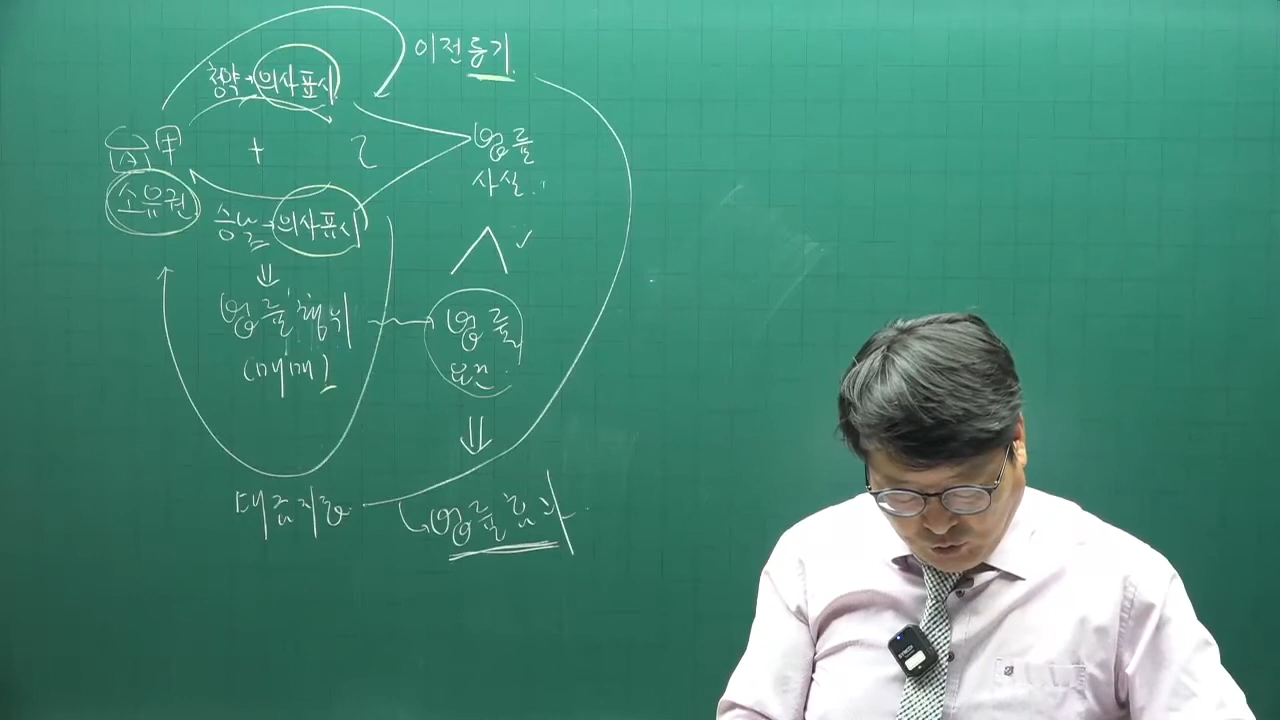 이전등기
청약→의사표시
甲 + 乙
법률
사실
소유권
승낙→의사표시
법률행위
(매매)
법률
요건
대금지급
법률효과